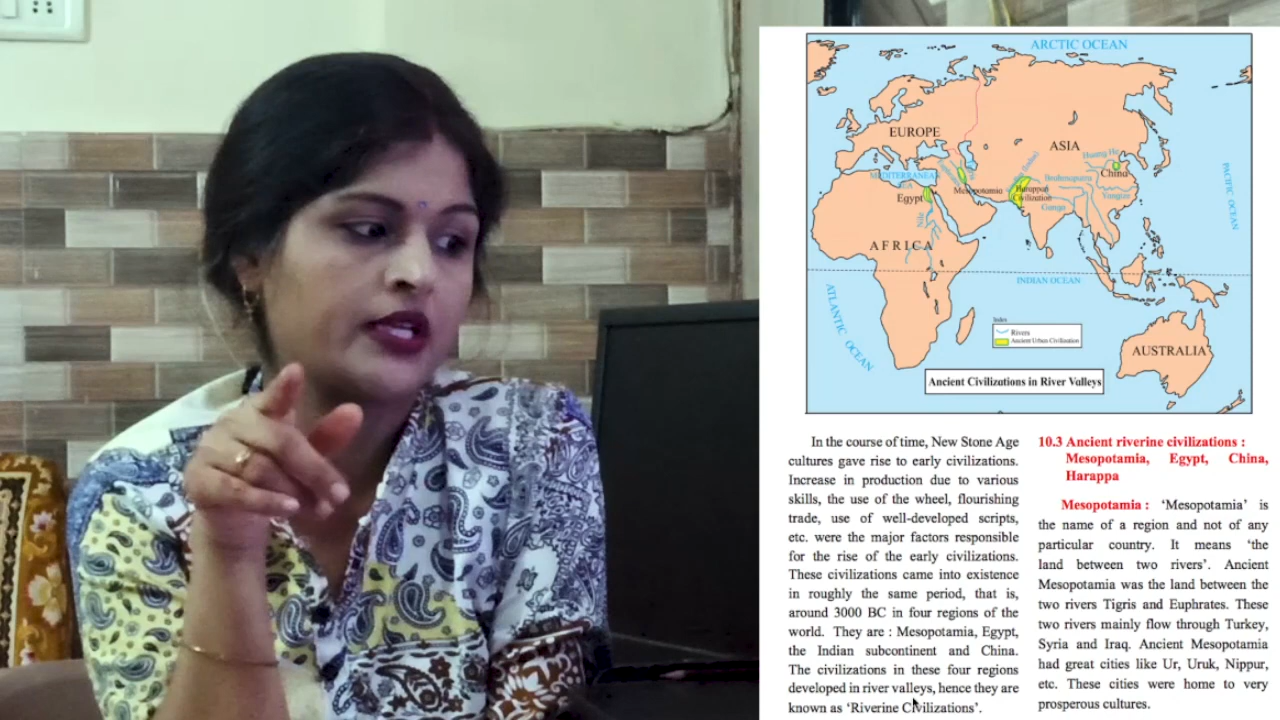 ARCTIC OCEAN
EUROPE
ASIA
Huang He
China
MEDITERRANEAN
SEA
Mesopotamia
Harappan
Civilization
Brahmaputra
Yangtze
Egypt
Ganga
Nile
PACIFIC OCEAN
AFRICA
INDIAN OCEAN
ATLANTIC OCEAN
Index
Rivers
Ancient Urban Civilization
AUSTRALIA
Ancient Civilizations in River Valleys
In the course of time, New Stone Age
cultures gave rise to early civilizations.
Increase in production due to various
skills, the use of the wheel, flourishing
trade, use of well-developed scripts,
etc. were the major factors responsible
for the rise of the early civilizations.
These civilizations came into existence
in roughly the same period, that is,
around 3000 BC in four regions of the
world. They are : Mesopotamia, Egypt,
the Indian subcontinent and China.
The civilizations in these four regions
developed in river valleys, hence they are
known as ‘Riverine Civilizations’.
10.3 Ancient riverine civilizations :
Mesopotamia, Egypt, China,
Harappa
Mesopotamia : ‘Mesopotamia’ is
the name of a region and not of any
particular country. It means ‘the
land between two rivers’. Ancient
Mesopotamia was the land between the
two rivers Tigris and Euphrates. These
two rivers mainly flow through Turkey,
Syria and Iraq. Ancient Mesopotamia
had great cities like Ur, Uruk, Nippur,
etc. These cities were home to very
prosperous cultures.